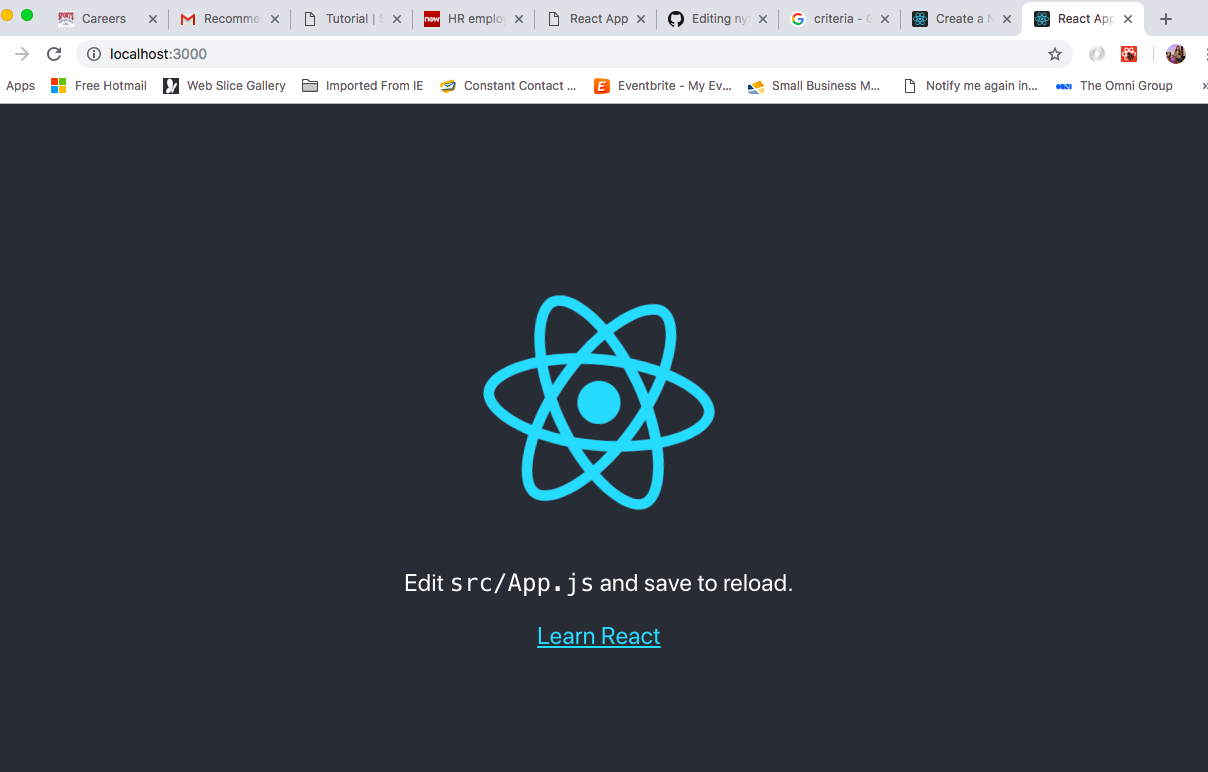 Careers Recomme Tutorial | S HR employ React App Editing ny criteria - G Create a N React App
localhost:3000
Apps Free Hotmail Web Slice Gallery Imported From IE Constant Contact ... Eventbrite - My Ev... Small Business M... Notify me again in... The Omni Group »
Edit src/App.js and save to reload.
Learn React